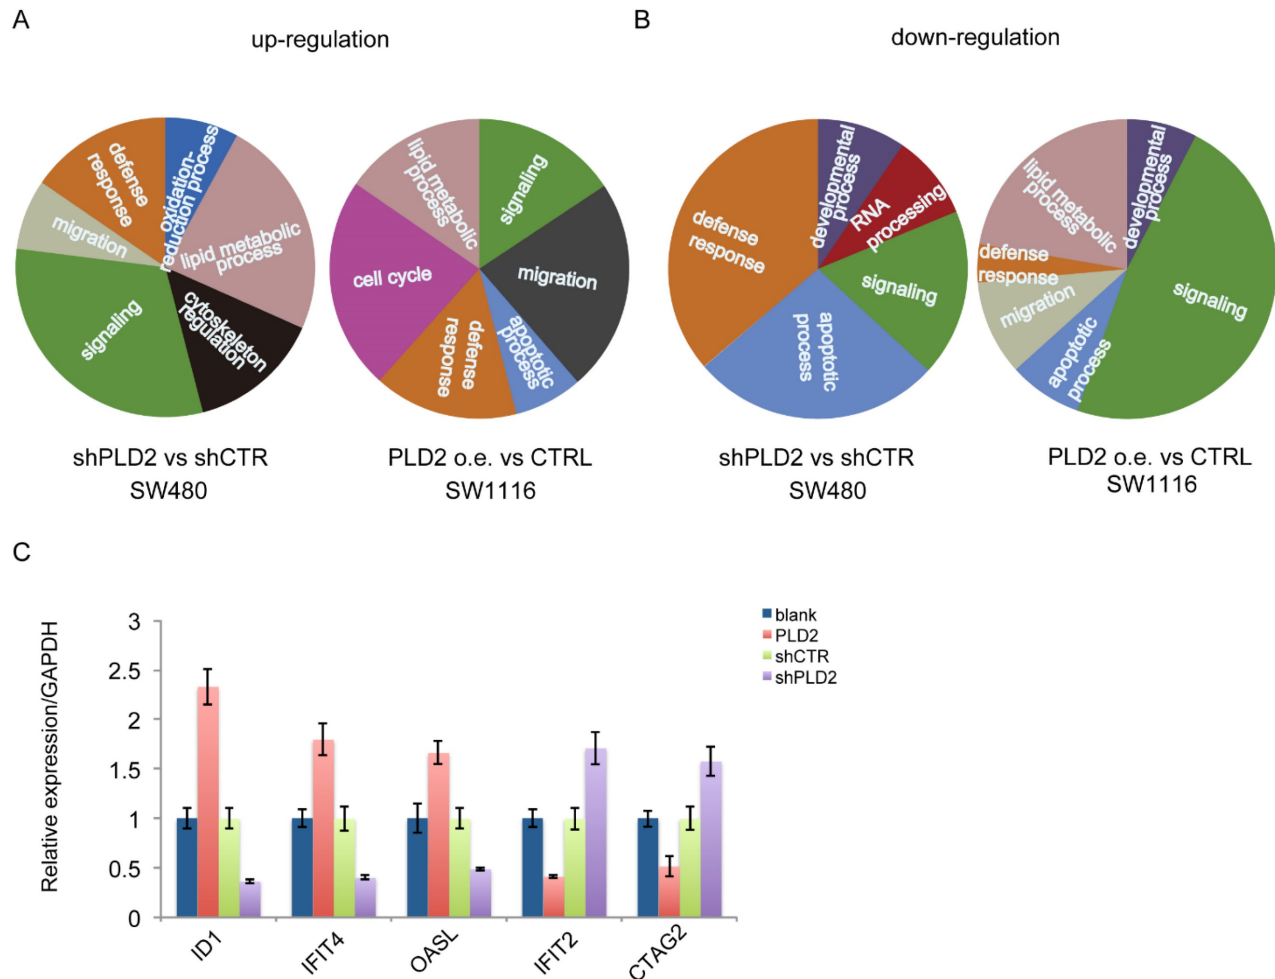 A
up-regulation
B
down-regulation
defense
response
oxidation-
reduction process
lipid metabolic
process
migration
signaling
cytoskeleton
regulation
shPLD2 vs shCTR
SW480
lipid metabolic
process
signaling
cell cycle
migration
defense
response
apoptotic
process
PLD2 o.e. vs CTRL
SW1116
developmental
process
RNA
processing
defense
response
signaling
apoptotic
process
shPLD2 vs shCTR
SW480
lipid metabolic
process
developmental
process
defense
response
migration
signaling
apoptotic
process
PLD2 o.e. vs CTRL
SW1116
C
Relative expression/GAPDH
3
2.5
2
1.5
1
0.5
0
blank
PLD2
shCTR
shPLD2
ID1
IFIT4
OASL
IFIT2
CTAG2